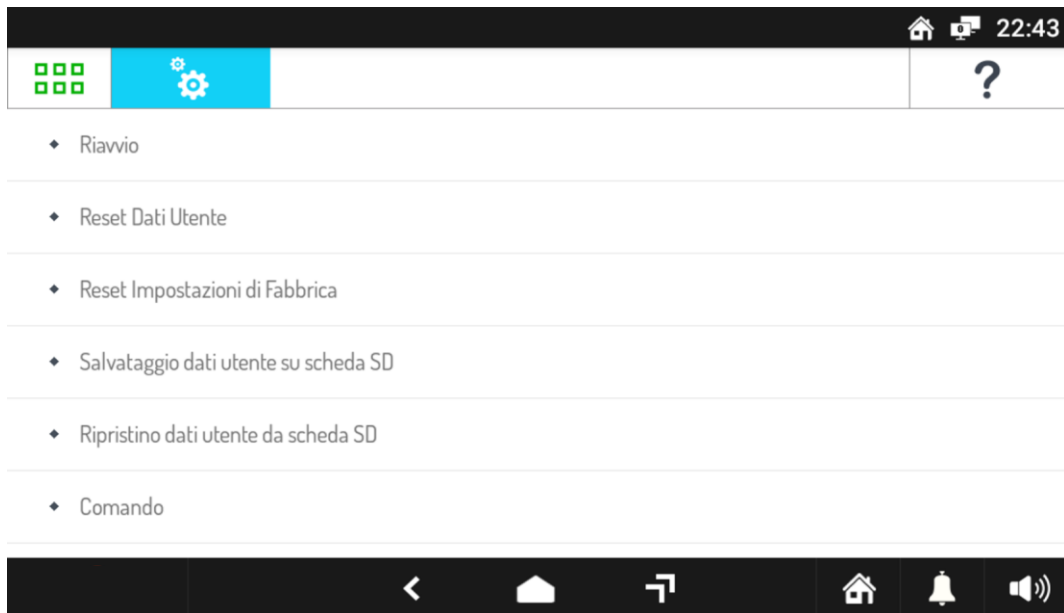 22:43
?
Riavvio
Reset Dati Utente
Reset Impostazioni di Fabbrica
Salvataggio dati utente su scheda SD
Ripristino dati utente da scheda SD
Comando